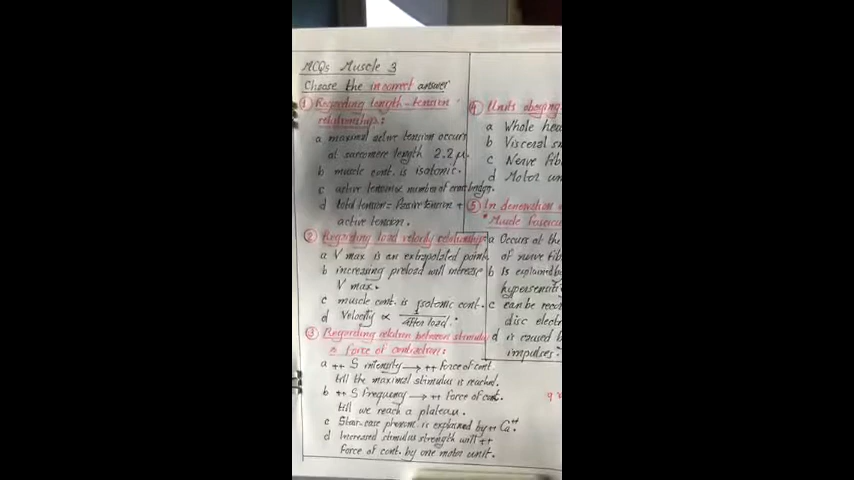 MCQs Muscle 3
Choose the incorrect answer
① Regarding length-tension
relationship:
a maximal active tension occurs
at sarcomere length 2.2 μ.
b muscle cont. is isotonic.
c active tension ∝ number of cross bridges.
d total tension = Passive tension +
active tension.
② Regarding load velocity relationship:
a V max is an extrapolated point
b increasing preload will increase
V max.
c muscle cont. is isotonic cont.
d Velocity ∝ 1/After load.
③ Regarding relation between stimulus
& force of contraction:
a ++ S intensity → ++ force of cont.
till the maximal stimulus is reached.
b ++ S frequency → ++ force of cont.
till we reach a plateau.
c Stair-case phenom. is explained by ++ Ca++.
d Increased stimulus strength will ++
force of cont. by one motor unit.
④ Units obeying
a Whole hea
b Visceral sm
c Nerve fib
d Motor un
⑤ In denervation
* Muscle fascicu
a Occurs at the
of nerve fib
b Is explained b
hypersensiti
c can be reco
disc elect
d is caused b
impulses.